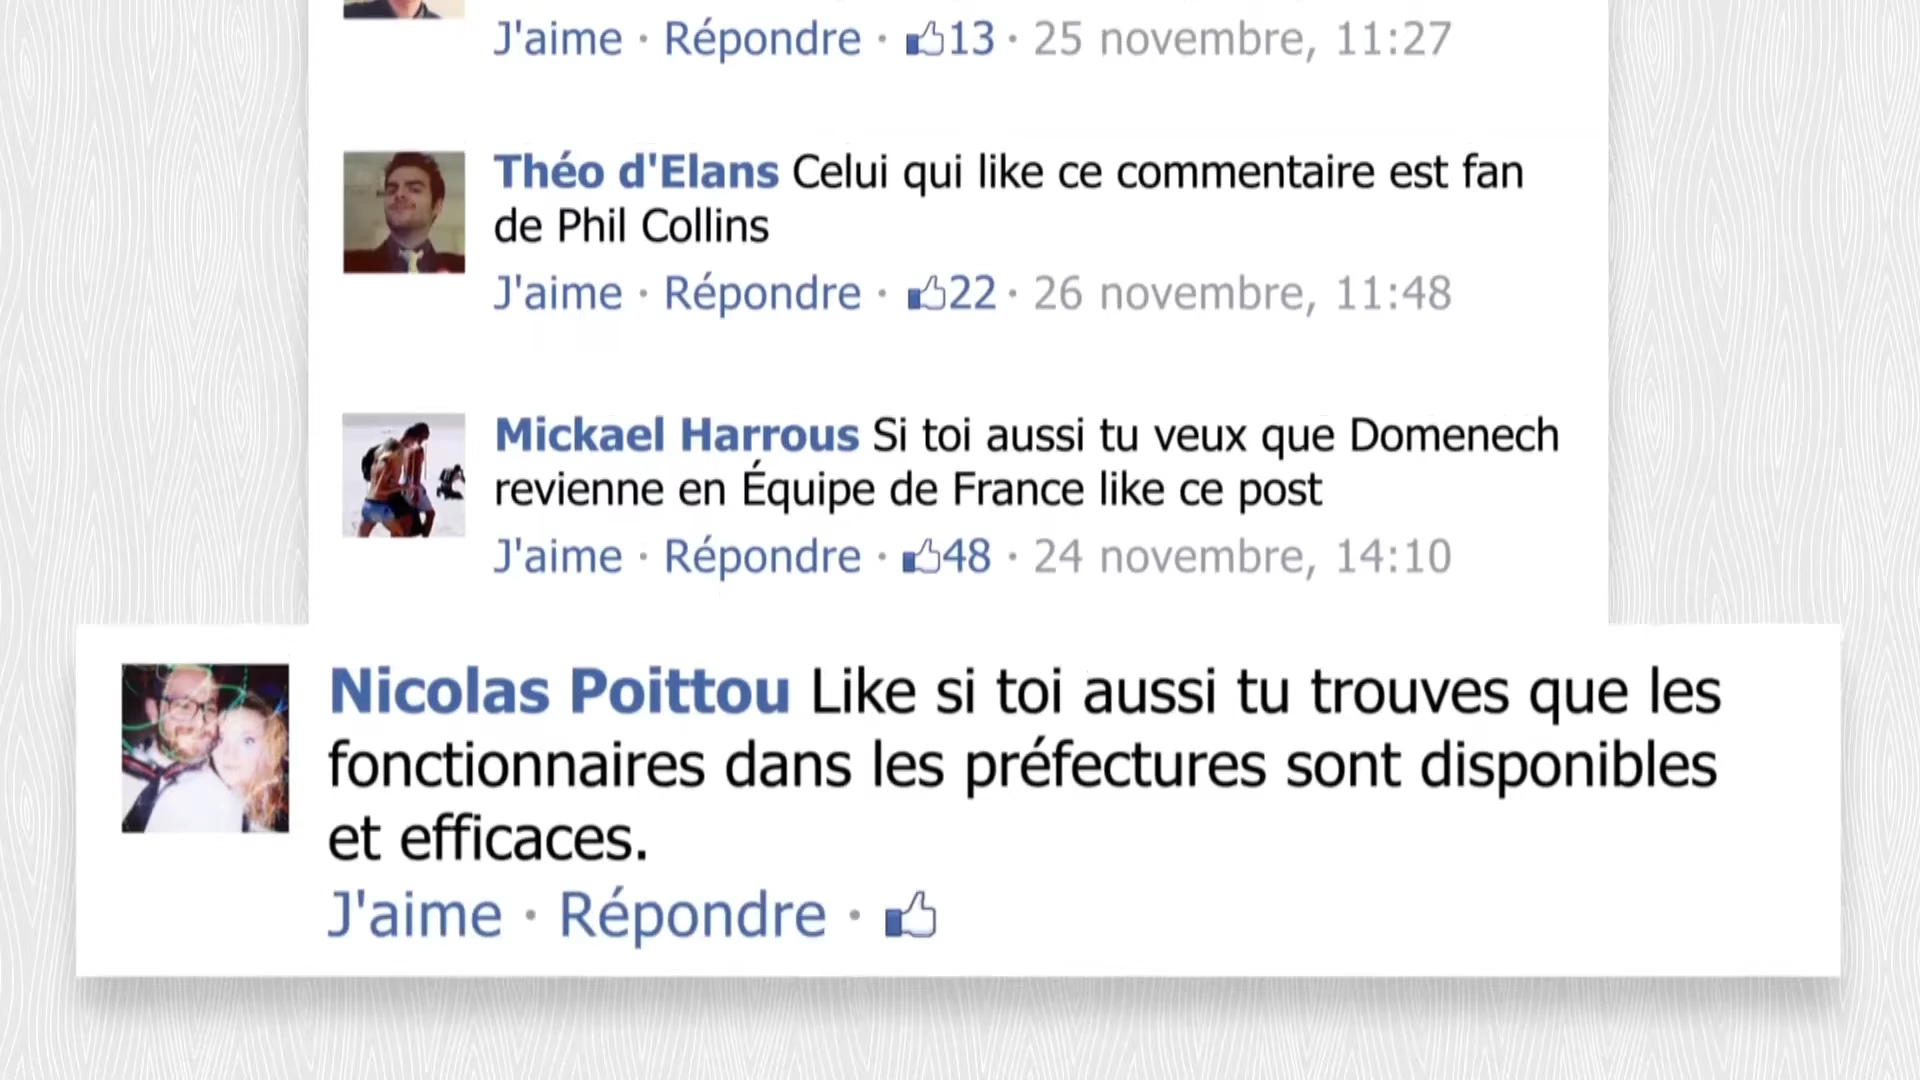 J'aime · Répondre · 13 · 25 novembre, 11:27
Théo d'Elans Celui qui like ce commentaire est fan
de Phil Collins
J'aime · Répondre · 22 · 26 novembre, 11:48
Mickael Harrous Si toi aussi tu veux que Domenech
revienne en Équipe de France like ce post
J'aime · Répondre · 48 · 24 novembre, 14:10
Nicolas Poittou Like si toi aussi tu trouves que les
fonctionnaires dans les préfectures sont disponibles
et efficaces.
J'aime · Répondre ·